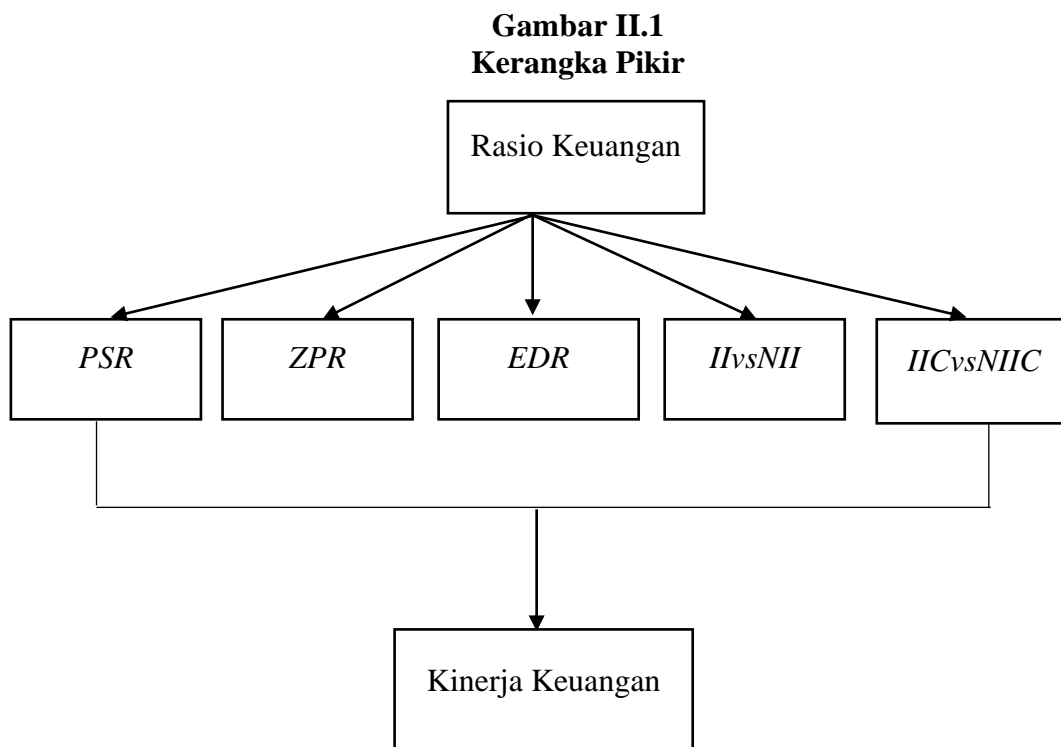 Gambar II.1
Kerangka Pikir
Rasio Keuangan
PSR
ZPR
EDR
IIvsNII
IICvsNIIC
Kinerja Keuangan